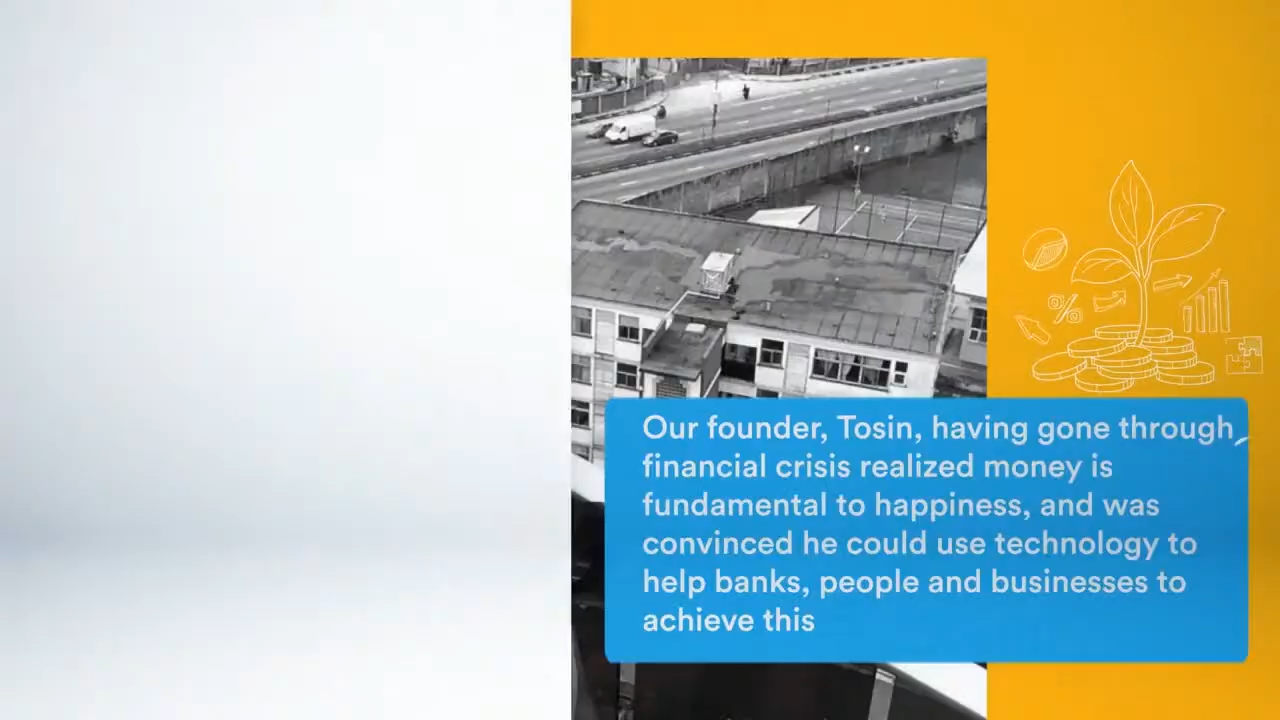 Our founder, Tosin, having gone through
financial crisis realized money is
fundamental to happiness, and was
convinced he could use technology to
help banks, people and businesses to
achieve this
%